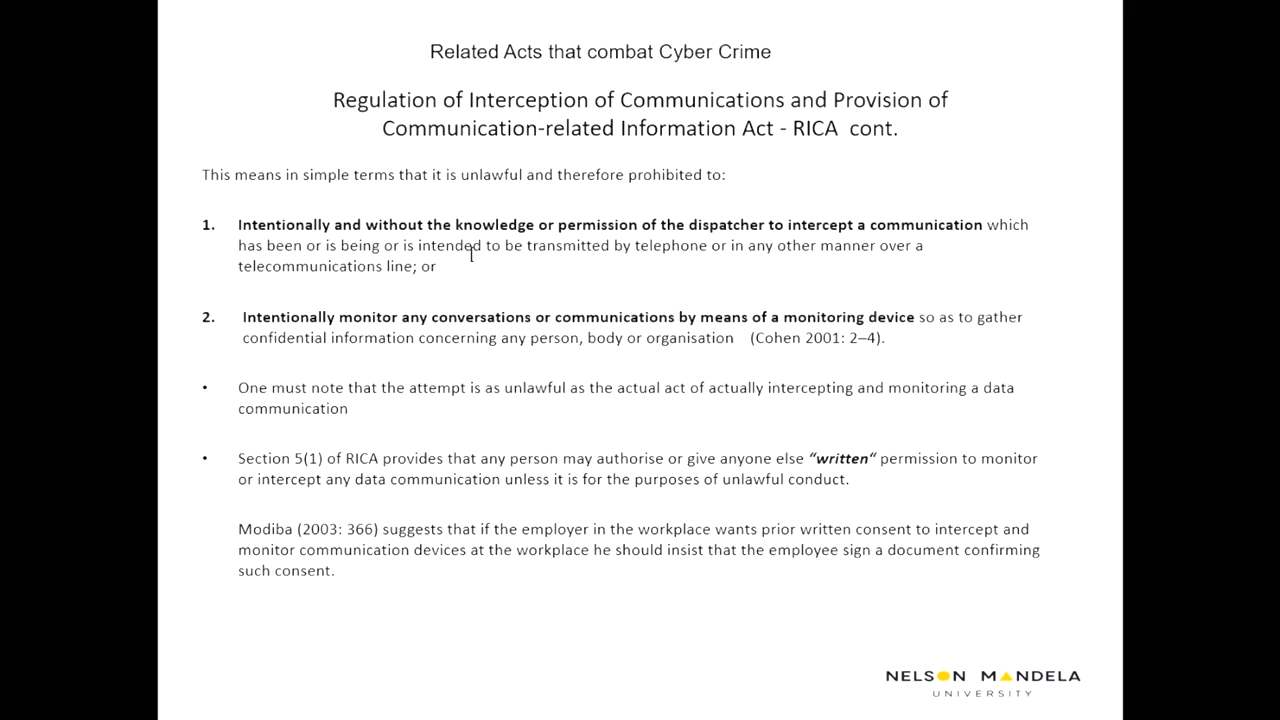 Related Acts that combat Cyber Crime
Regulation of Interception of Communications and Provision of
Communication-related Information Act - RICA cont.
This means in simple terms that it is unlawful and therefore prohibited to:
1. Intentionally and without the knowledge or permission of the dispatcher to intercept a communication which
has been or is being or is intended to be transmitted by telephone or in any other manner over a
telecommunications line; or
2. Intentionally monitor any conversations or communications by means of a monitoring device so as to gather
confidential information concerning any person, body or organisation (Cohen 2001: 2–4).
• One must note that the attempt is as unlawful as the actual act of actually intercepting and monitoring a data
communication
• Section 5(1) of RICA provides that any person may authorise or give anyone else “written“ permission to monitor
or intercept any data communication unless it is for the purposes of unlawful conduct.
Modiba (2003: 366) suggests that if the employer in the workplace wants prior written consent to intercept and
monitor communication devices at the workplace he should insist that the employee sign a document confirming
such consent.
NELSON MANDELA
UNIVERSITY